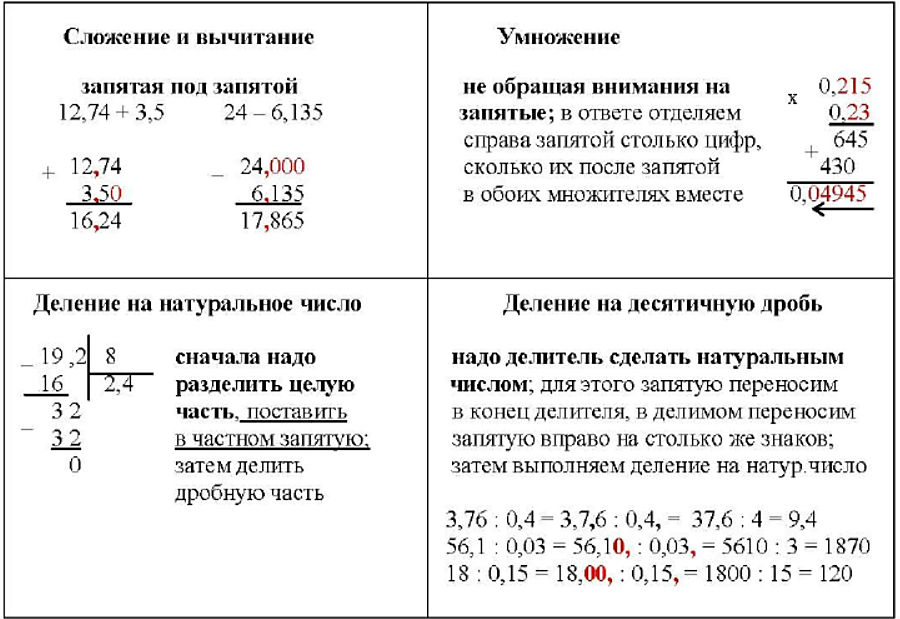 Сложение и вычитание
запятая под запятой
12,74 + 3,5 24 – 6,135
+ 12,74
3,50
16,24
– 24,000
6,135
17,865
Умножение
не обращая внимания на
запятые; в ответе отделяем
справа запятой столько цифр,
сколько их после запятой
в обоих множителях вместе
х 0,215
0,23
645
+
430
0,04945
Деление на натуральное число
– 19 ,2 8
16 2,4
3 2
–
3 2
0
сначала надо
разделить целую
часть, поставить
в частном запятую;
затем делить
дробную часть
Деление на десятичную дробь
надо делитель сделать натуральным
числом; для этого запятую переносим
в конец делителя, в делимом переносим
запятую вправо на столько же знаков;
затем выполняем деление на натур.число
3,76 : 0,4 = 3,7,6 : 0,4, = 37,6 : 4 = 9,4
56,1 : 0,03 = 56,10, : 0,03, = 5610 : 3 = 1870
18 : 0,15 = 18,00, : 0,15, = 1800 : 15 = 120